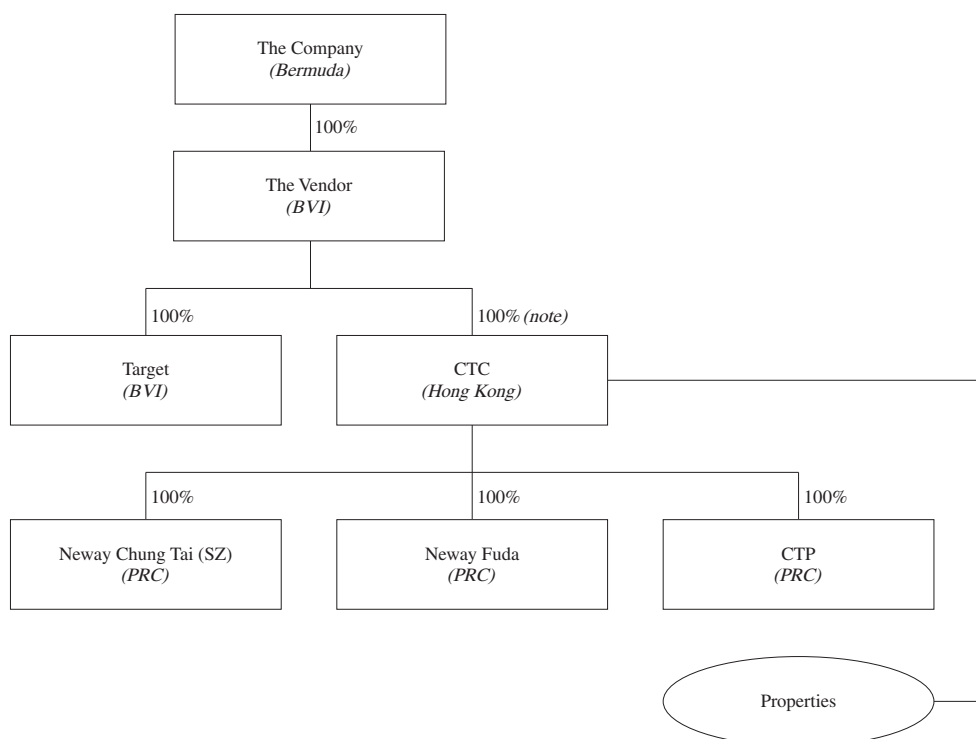 The Company
(Bermuda)
100%
The Vendor
(BVI)
100%
100% (note)
Target
(BVI)
CTC
(Hong Kong)
100%
100%
100%
Neway Chung Tai (SZ)
(PRC)
Neway Fuda
(PRC)
CTP
(PRC)
Properties